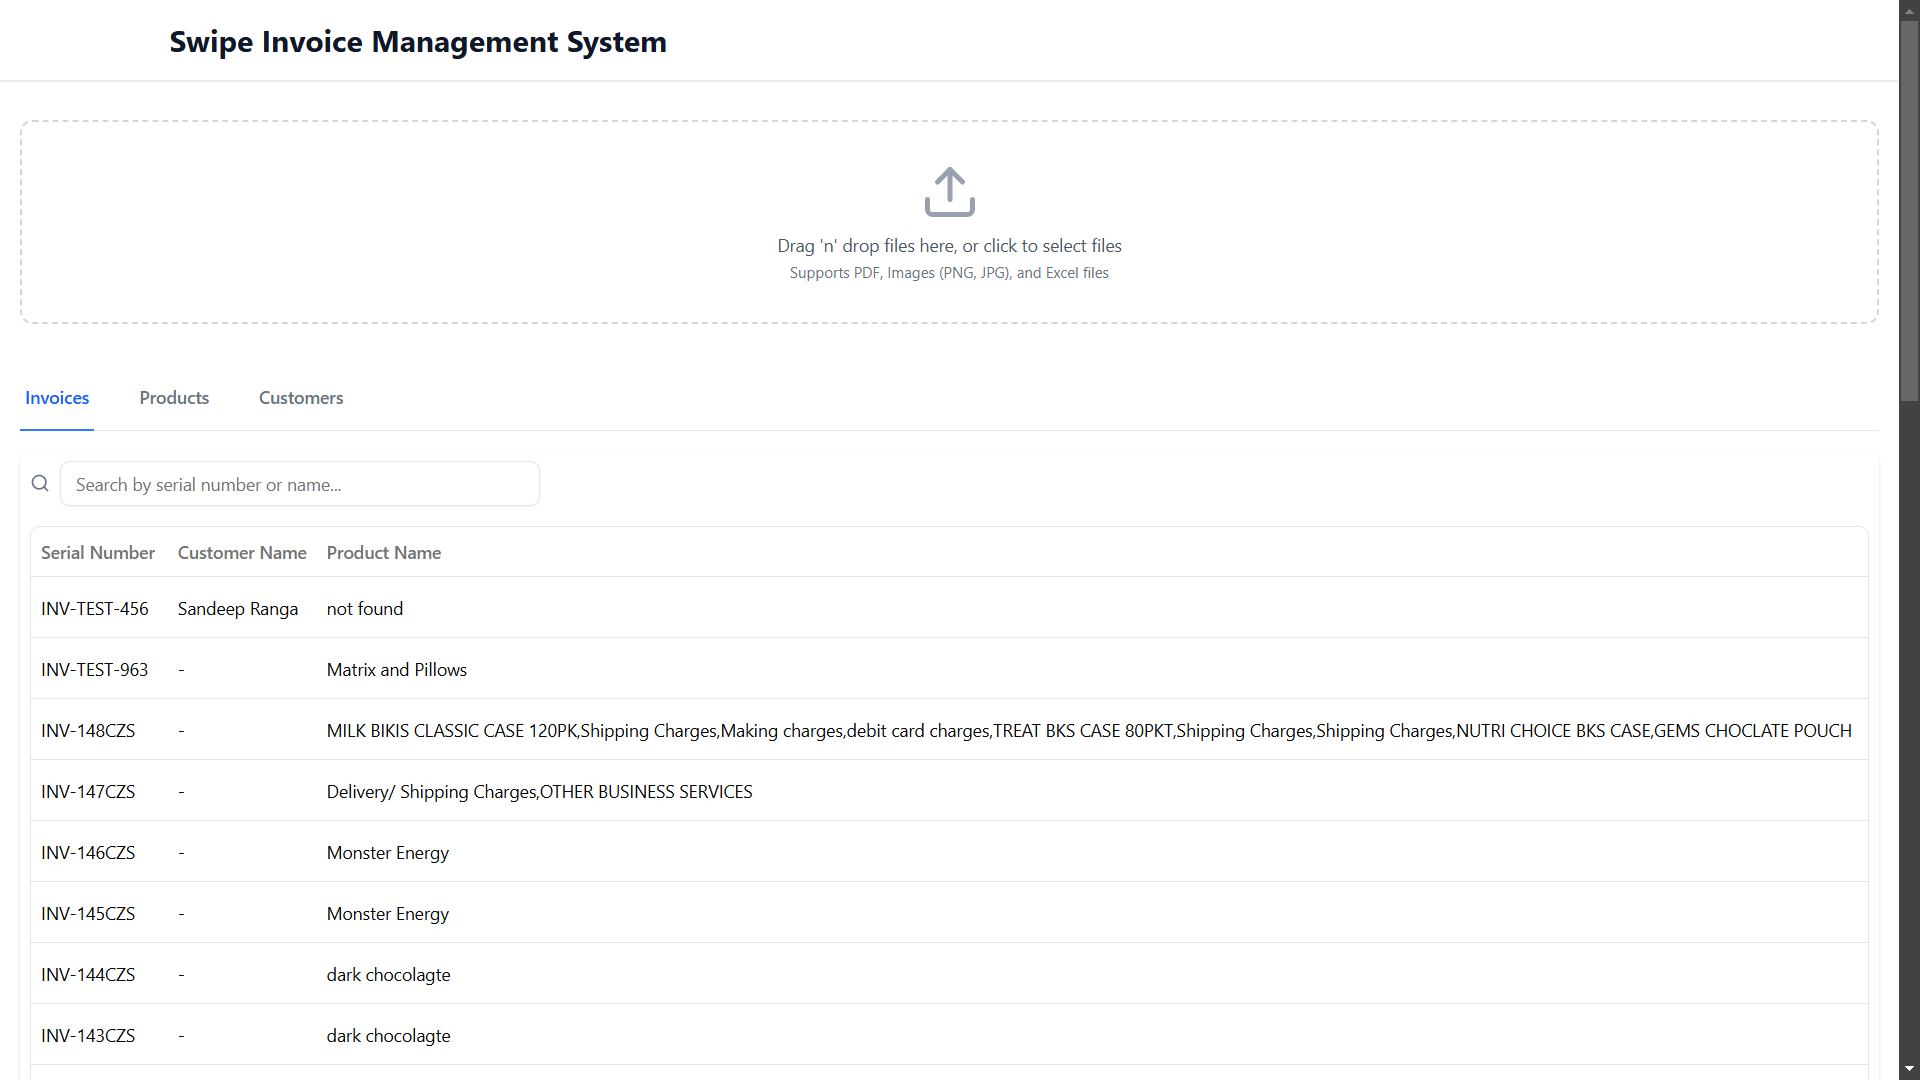 Swipe Invoice Management System
Drag 'n' drop files here, or click to select files
Supports PDF, Images (PNG, JPG), and Excel files
Invoices Products Customers
Search by serial number or name...
Serial Number Customer Name Product Name
INV-TEST-456 Sandeep Ranga not found
INV-TEST-963 - Matrix and Pillows
INV-148CZS - MILK BIKIS CLASSIC CASE 120PK,Shipping Charges,Making charges,debit card charges,TREAT BKS CASE 80PKT,Shipping Charges,Shipping Charges,NUTRI CHOICE BKS CASE,GEMS CHOCLATE POUCH
INV-147CZS - Delivery/ Shipping Charges,OTHER BUSINESS SERVICES
INV-146CZS - Monster Energy
INV-145CZS - Monster Energy
INV-144CZS - dark chocolagte
INV-143CZS - dark chocolagte